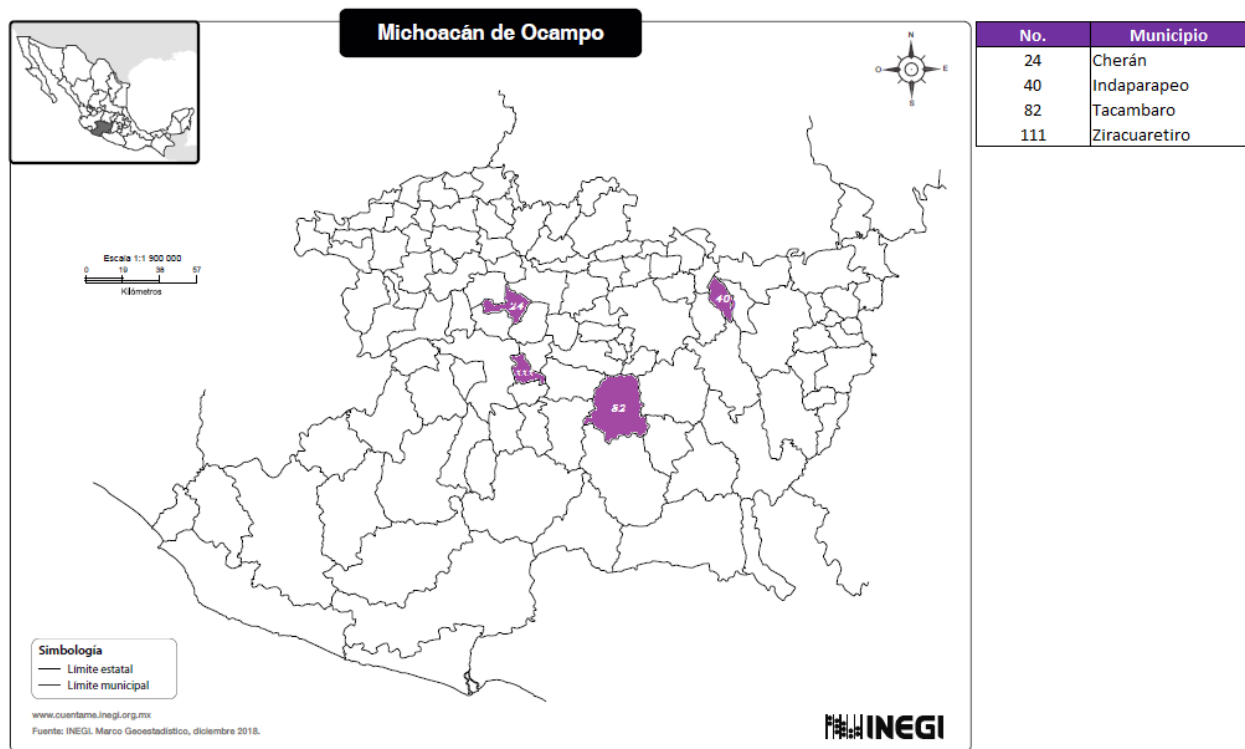 Michoacán de Ocampo
N
O
E
S
Escala 1:1 900 000
0 19 38 57
Kilómetros
24
40
111
82
Simbología
Límite estatal
Límite municipal
www.cuentame.inegi.org.mx
Fuente: INEGI. Marco Geoestadístico, diciembre 2018.
INEGI
No. Municipio
24 Cherán
40 Indaparapeo
82 Tacambaro
111 Ziracuaretiro